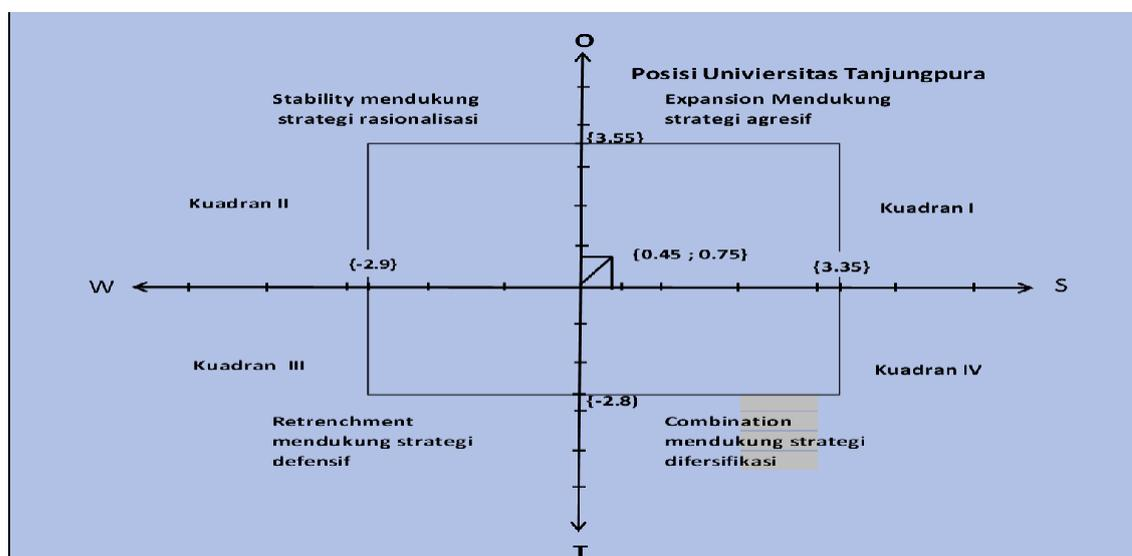 O
Posisi Univiersitas Tanjungpura
Stability mendukung
strategi rasionalisasi
Expansion Mendukung
strategi agresif
{3.55}
Kuadran II
Kuadran I
{0.45 ; 0.75}
{-2.9}
{3.35}
W
S
Kuadran III
Kuadran IV
{-2.8)
Retrenchment
mendukung strategi
defensif
Combination
mendukung strategi
difersifikasi
T